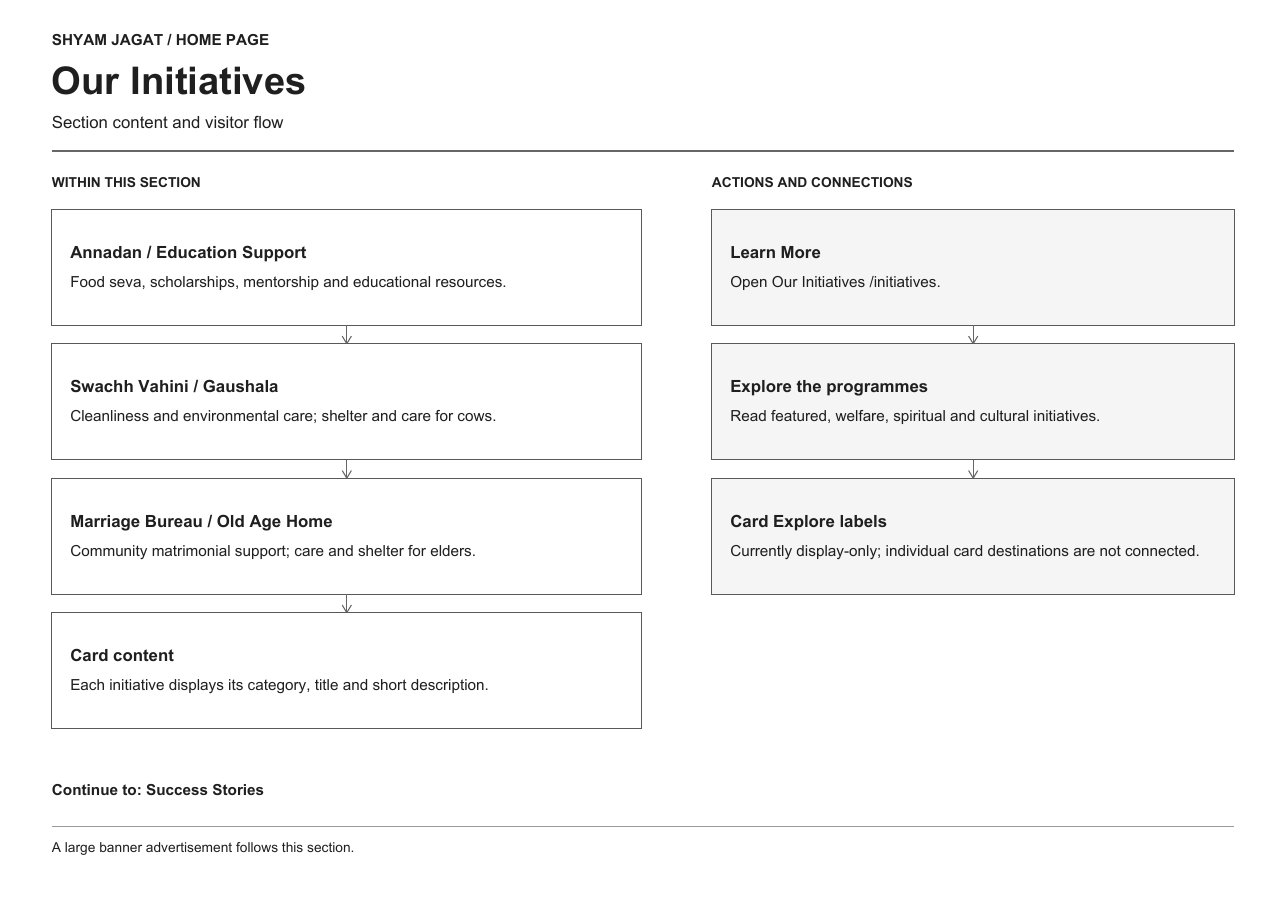 SHYAM JAGAT / HOME PAGE
Our Initiatives
Section content and visitor flow
WITHIN THIS SECTION
Annadan / Education Support
Food seva, scholarships, mentorship and educational resources.
Swachh Vahini / Gaushala
Cleanliness and environmental care; shelter and care for cows.
Marriage Bureau / Old Age Home
Community matrimonial support; care and shelter for elders.
Card content
Each initiative displays its category, title and short description.
ACTIONS AND CONNECTIONS
Learn More
Open Our Initiatives /initiatives.
Explore the programmes
Read featured, welfare, spiritual and cultural initiatives.
Card Explore labels
Currently display-only; individual card destinations are not connected.
Continue to: Success Stories
A large banner advertisement follows this section.